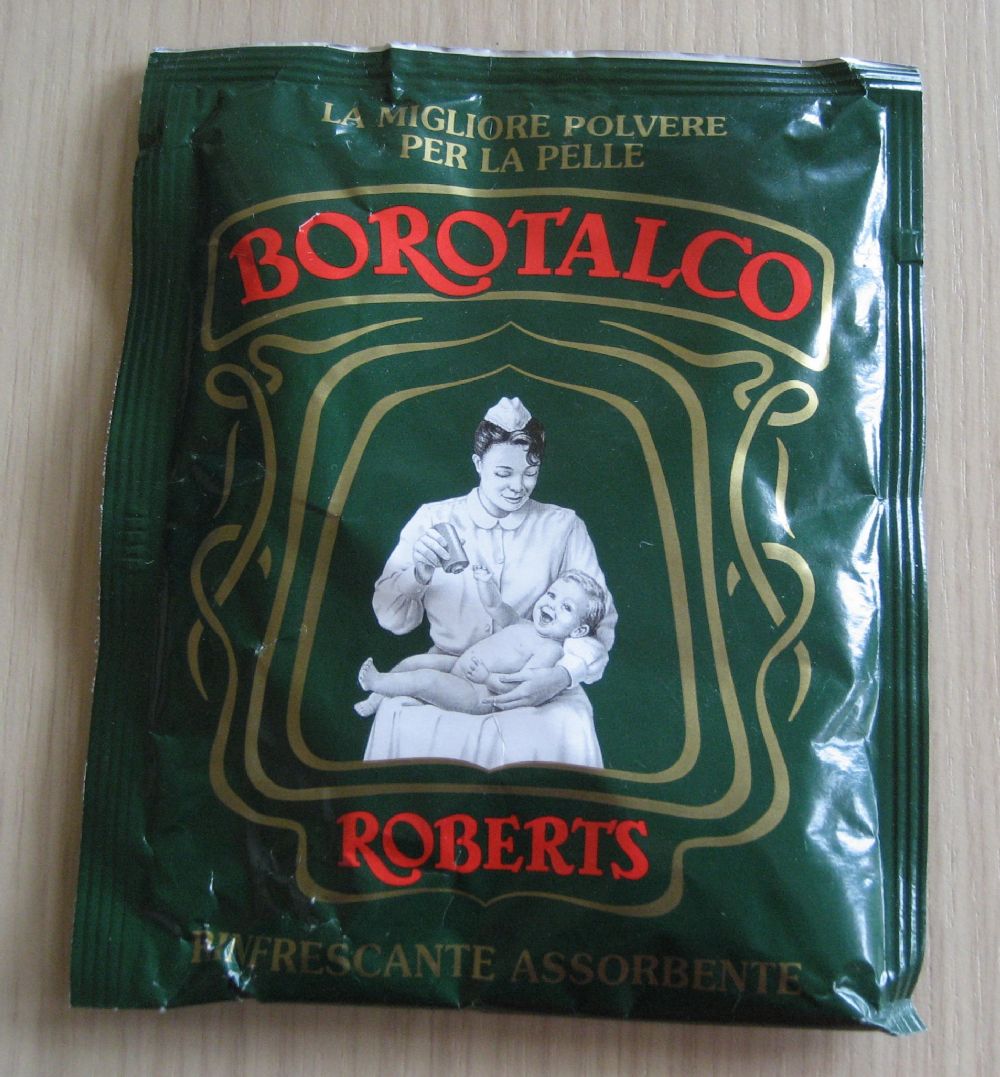 LA MIGLIORE POLVERE
PER LA PELLE
BOROTALCO
ROBERTS
RINFRESCANTE ASSORBENTE